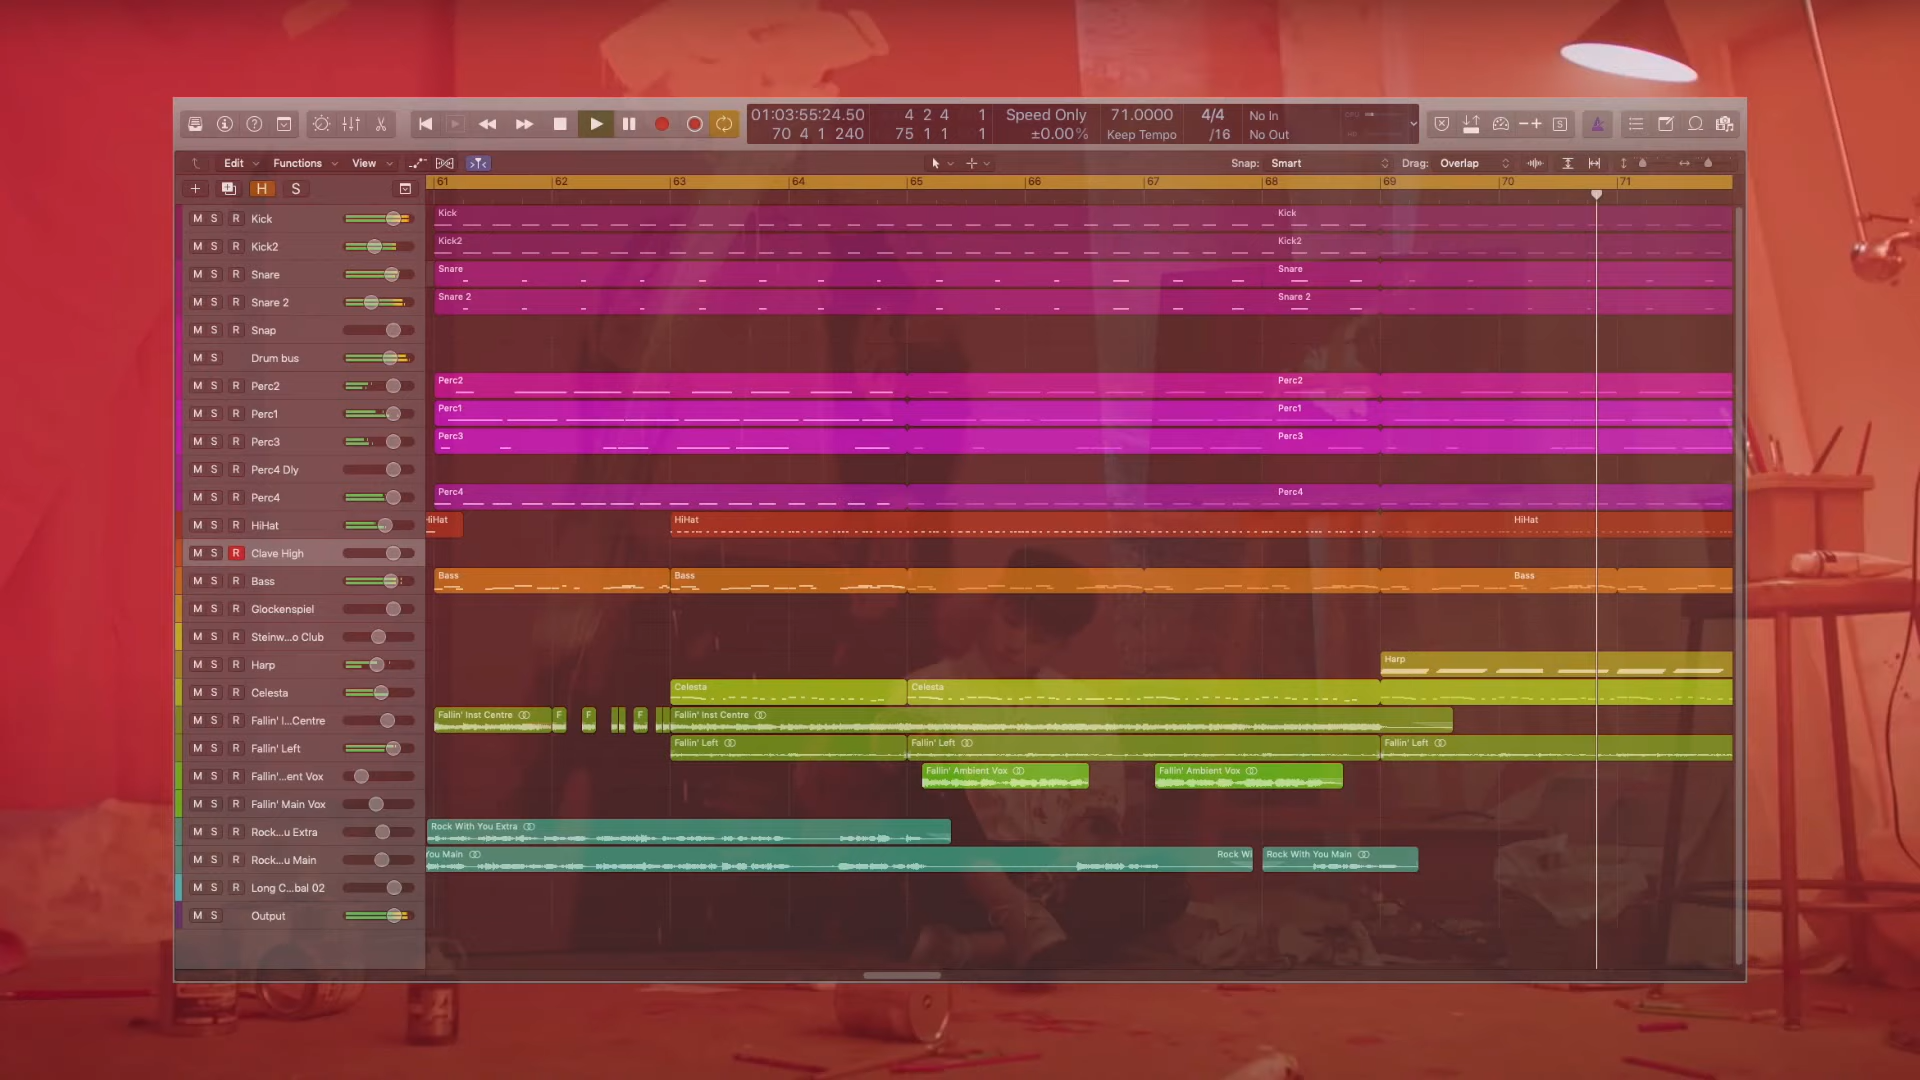 01:03:55:24.50 4 2 4 1 Speed Only 71.0000 4/4 No In
70 4 1 240 75 1 1 1 ±0.00% Keep Tempo /16 No Out
Edit Functions View Snap: Smart Drag: Overlap
H S 61 62 63 64 65 66 67 68 69 70 71
M S R Kick Kick Kick
M S R Kick2 Kick2 Kick2
M S R Snare Snare Snare
M S R Snare 2 Snare 2 Snare 2
M S R Snap
M S Drum bus
M S R Perc2 Perc2 Perc2
M S R Perc1 Perc1 Perc1
M S R Perc3 Perc3 Perc3
M S R Perc4 Dly
M S R Perc4 Perc4 Perc4
M S R HiHat HiHat HiHat HiHat
M S R Clave High
M S R Bass Bass Bass Bass
M S R Glockenspiel
M S R Steinw...o Club
M S R Harp Harp
M S R Celesta Celesta Celesta
M S R Fallin' I...Centre Fallin' Inst Centre F F F Fallin' Inst Centre
M S R Fallin' Left Fallin' Left Fallin' Left Fallin' Left
M S R Fallin'...ent Vox Fallin' Ambient Vox Fallin' Ambient Vox
M S R Fallin' Main Vox
M S R Rock...u Extra Rock With You Extra
M S R Rock...u Main You Main Rock Wi Rock With You Main
M S R Long C...bal 02
M S Output